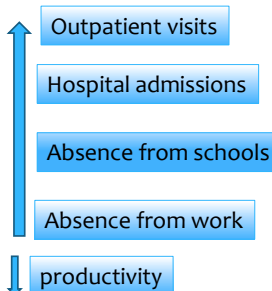 Outpatient visits
Hospital admissions
Absence from schools
Absence from work
productivity